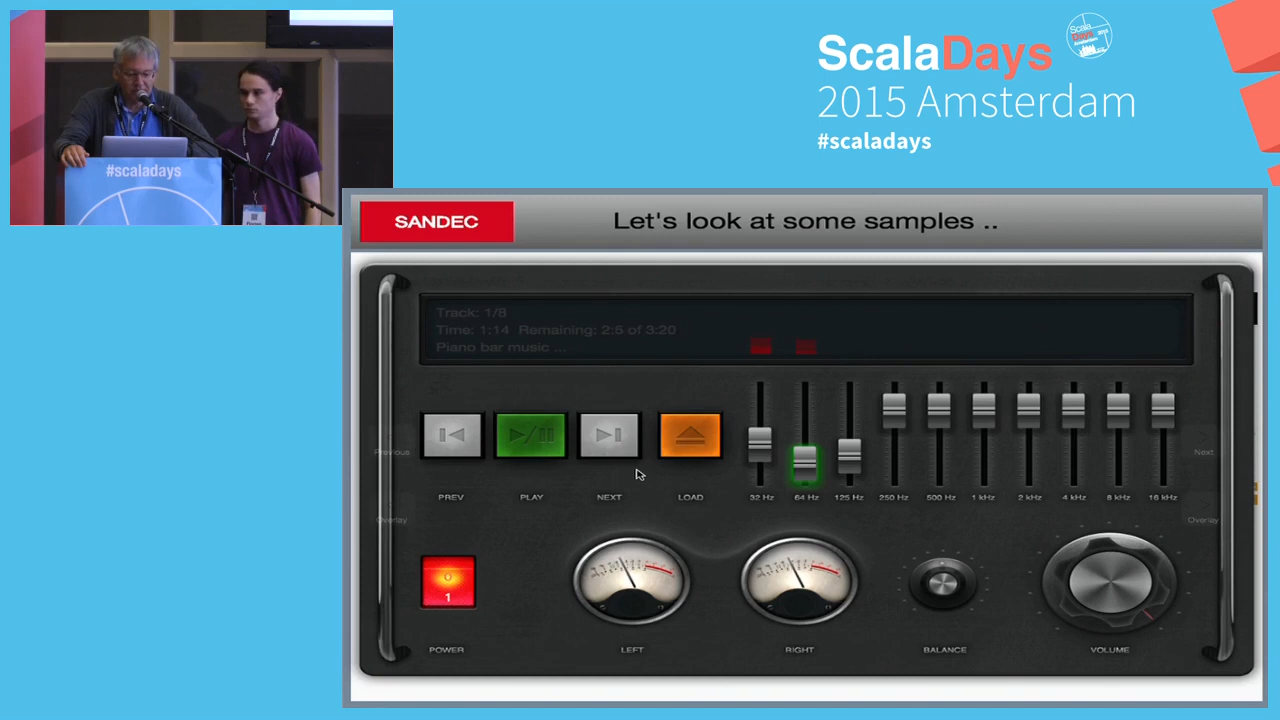 ScalaDays
2015 Amsterdam
#scaladays
#scaladays
SANDEC
Let's look at some samples ..
Track: 1/8
Time: 1:14 Remaining: 2:6 of 3:20
Piano bar music ...
Previous
Next
PREV
PLAY
NEXT
LOAD
32 Hz
64 Hz
125 Hz
250 Hz
500 Hz
1 kHz
2 kHz
4 kHz
8 kHz
16 kHz
Overlay
Overlay
0
1
POWER
LEFT
RIGHT
BALANCE
VOLUME